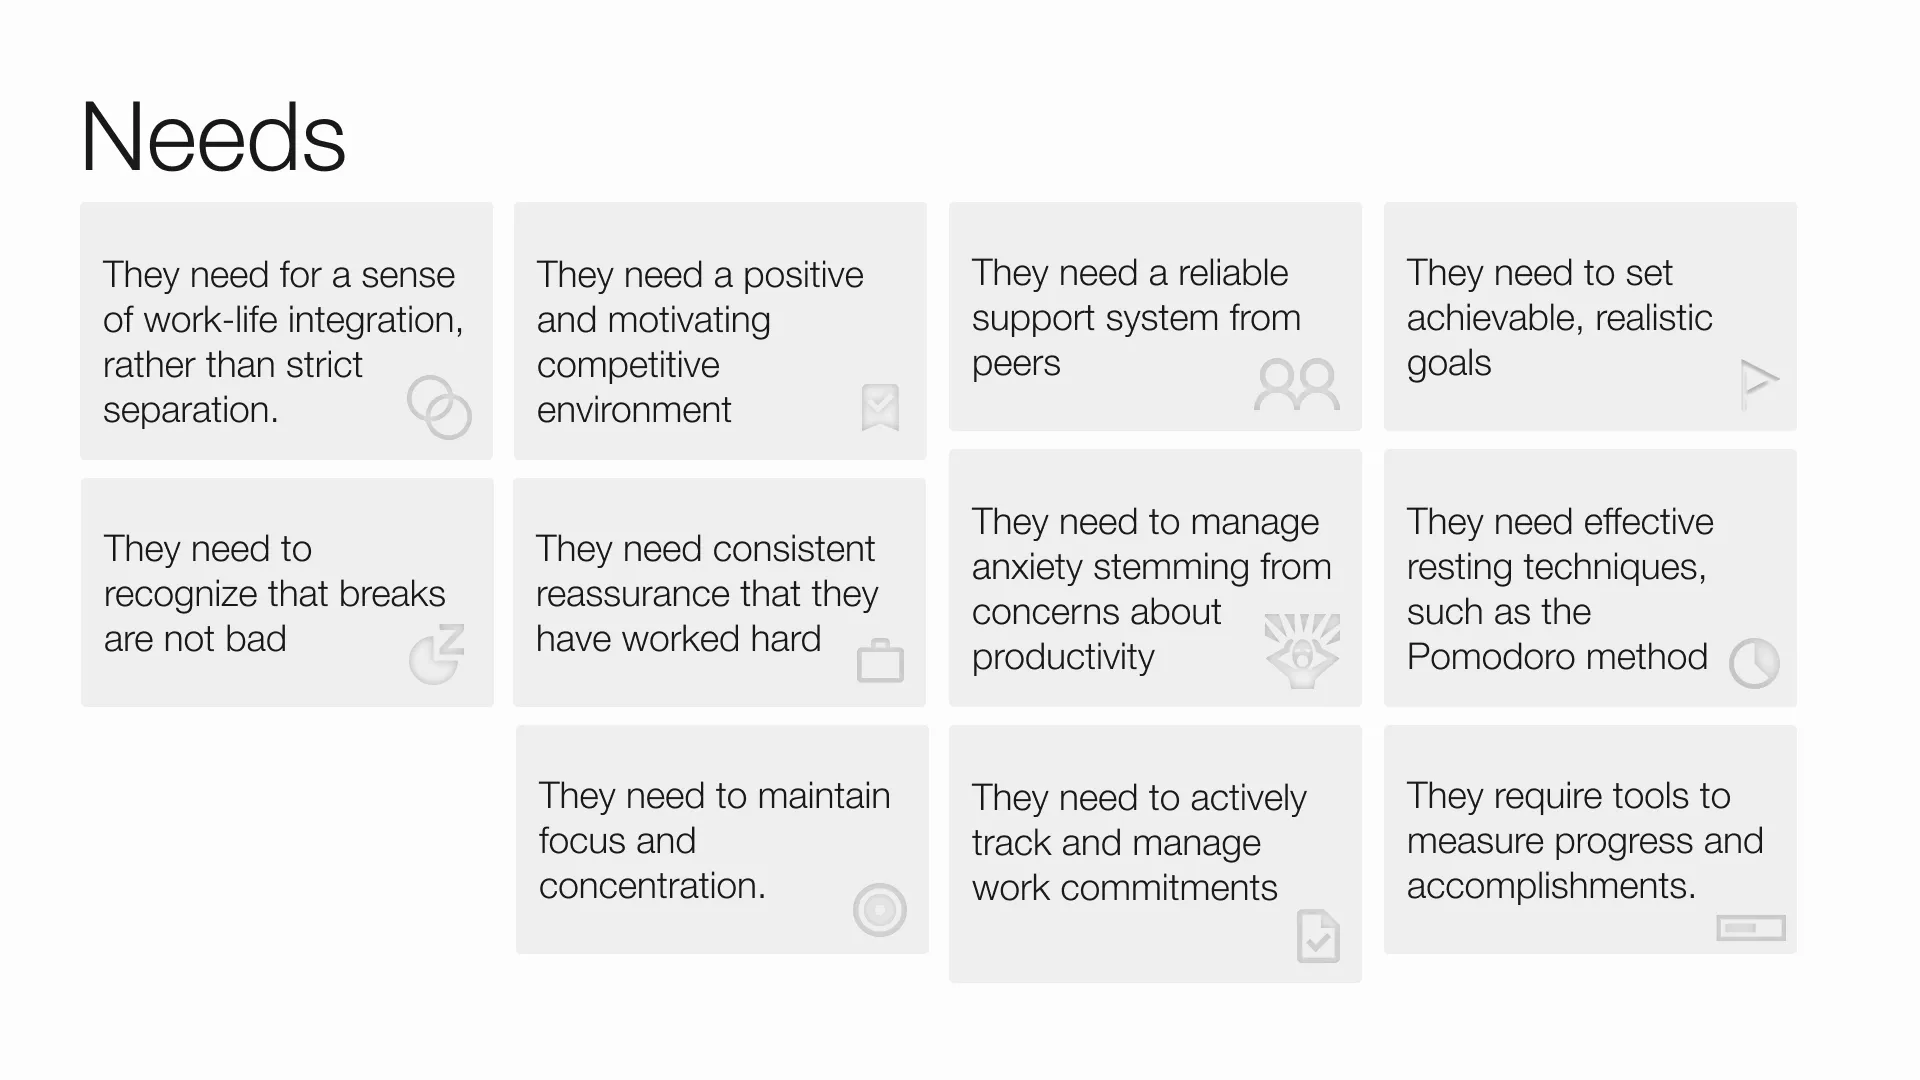 Needs
They need for a sense
of work-life integration,
rather than strict
separation.
They need a positive
and motivating
competitive
environment
They need a reliable
support system from
peers
They need to set
achievable, realistic
goals
They need to
recognize that breaks
are not bad
They need consistent
reassurance that they
have worked hard
They need to manage
anxiety stemming from
concerns about
productivity
They need effective
resting techniques,
such as the
Pomodoro method
They need to maintain
focus and
concentration.
They need to actively
track and manage
work commitments
They require tools to
measure progress and
accomplishments.